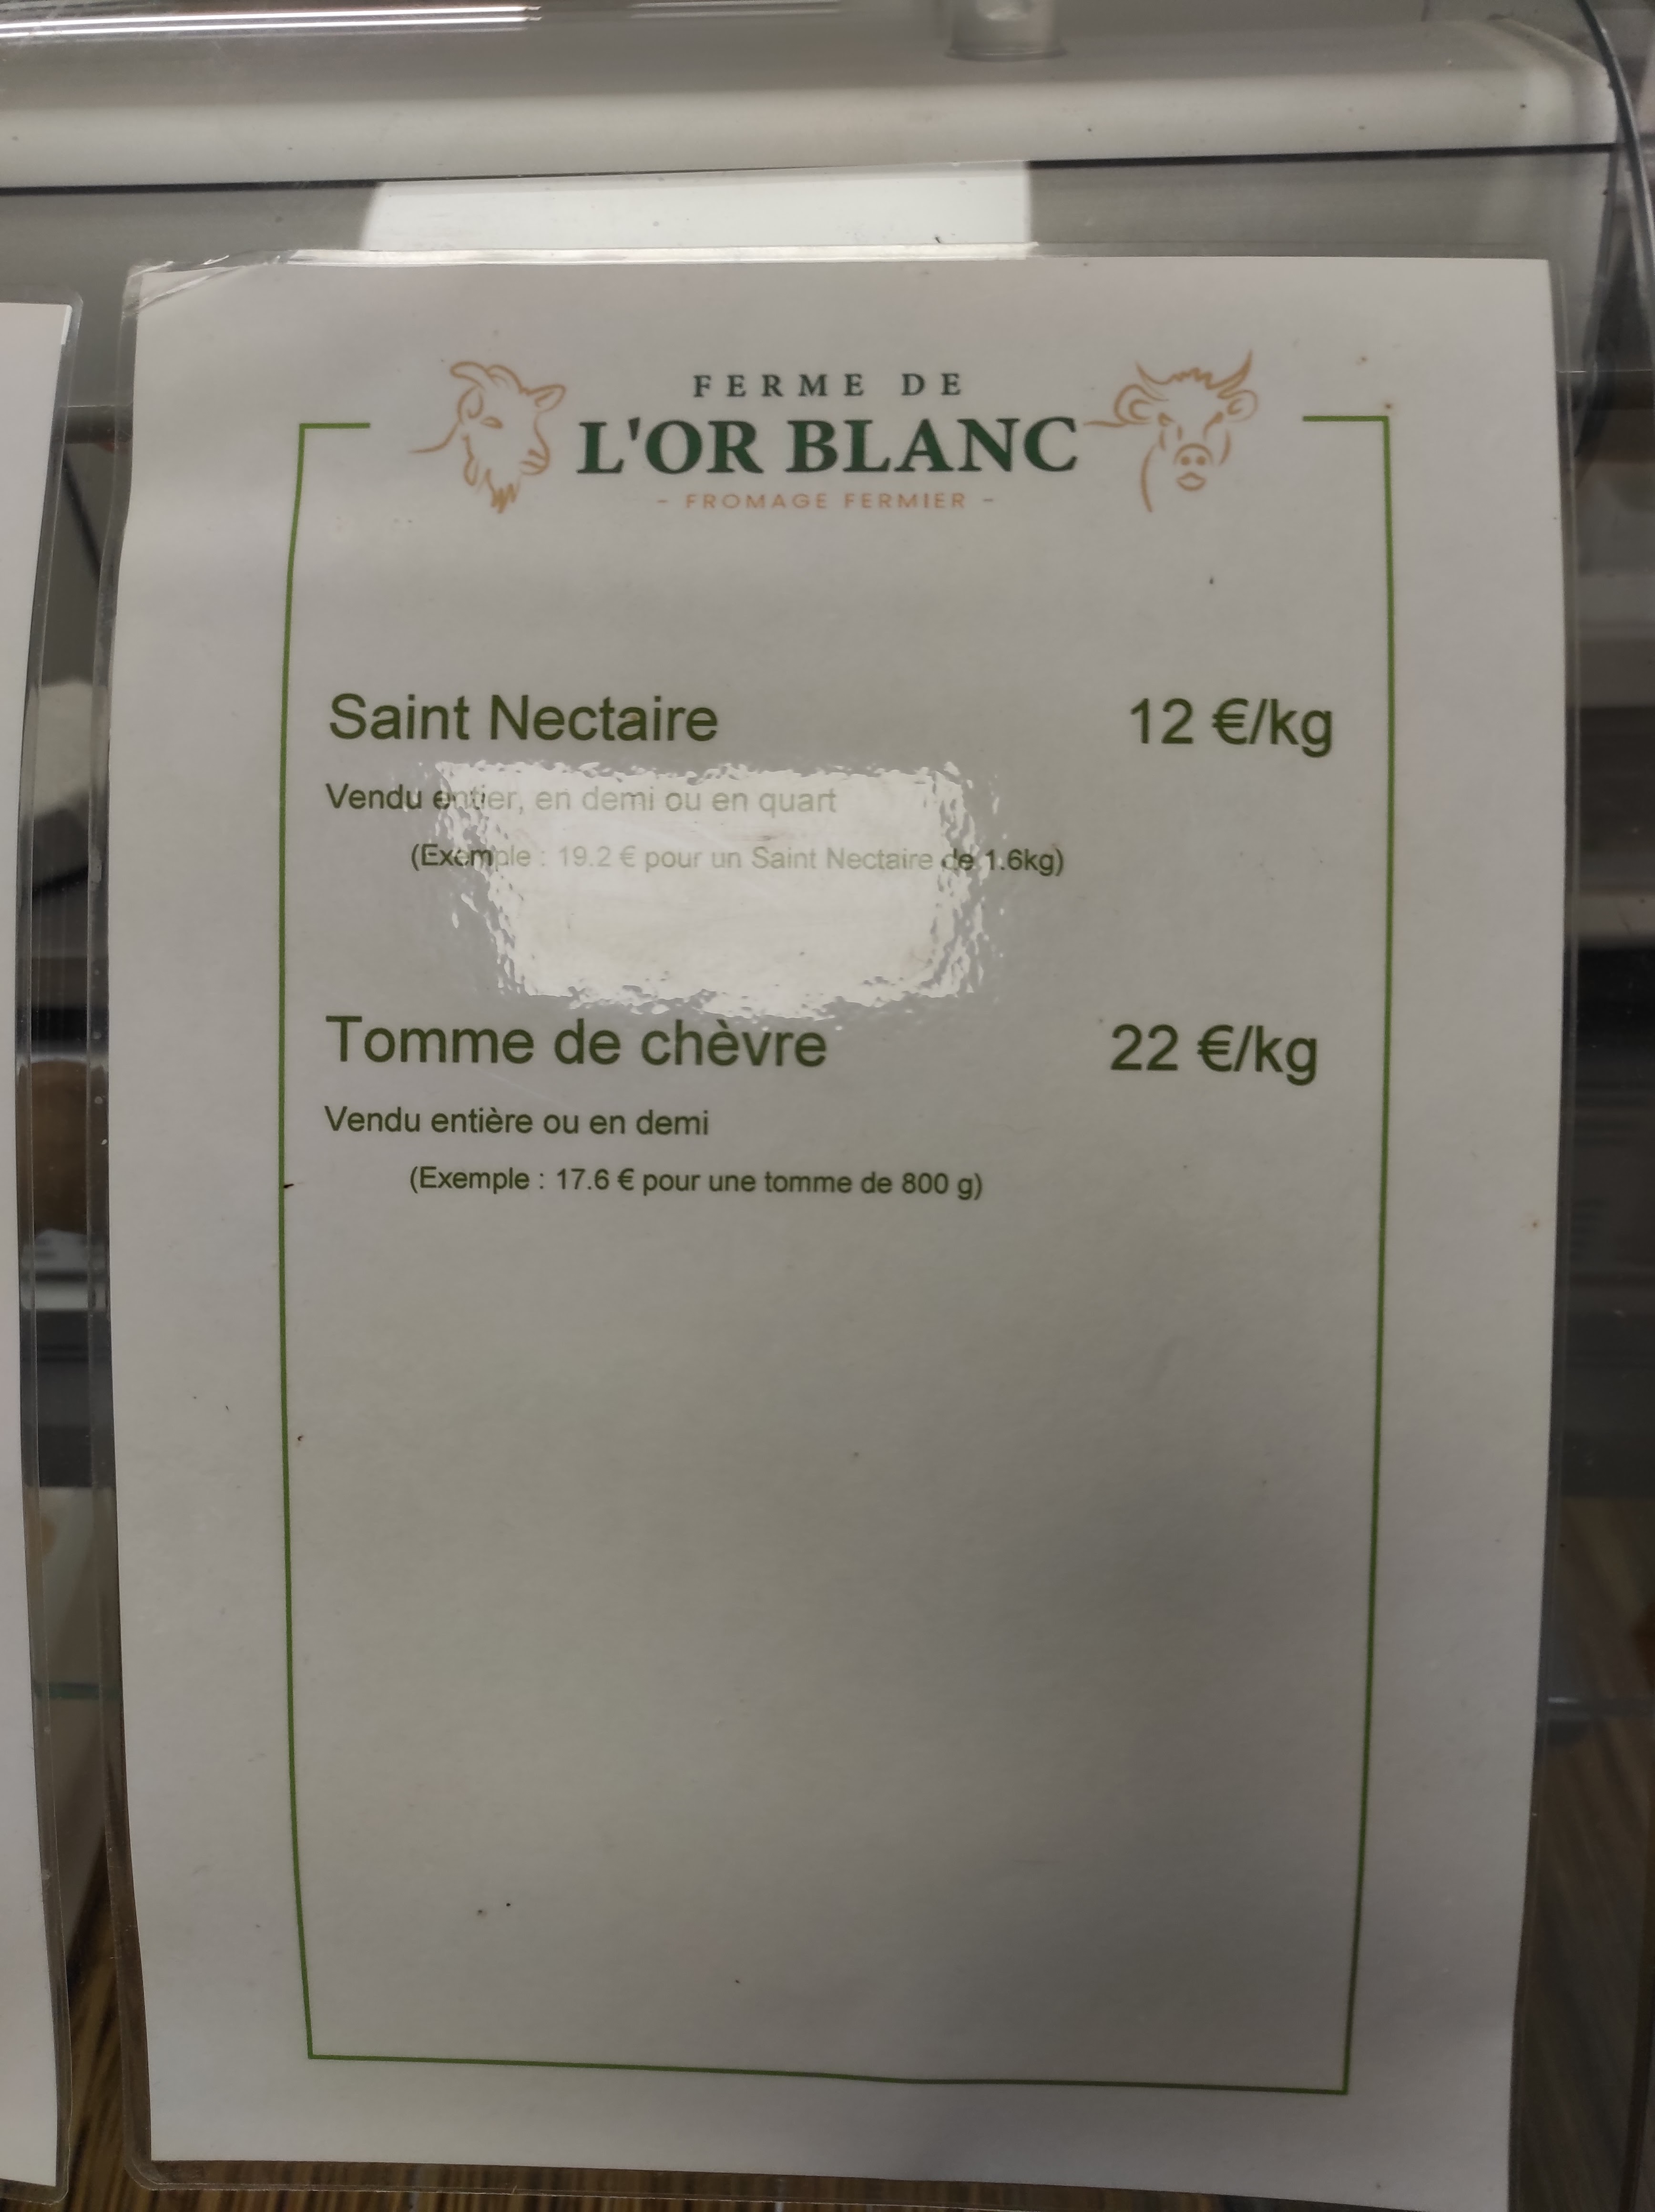 FERME DE
L'OR BLANC
- FROMAGE FERMIER -
Saint Nectaire 12 €/kg
Vendu entier, en demi ou en quart
(Exemple : 19.2 € pour un Saint Nectaire de 1.6kg)
Tomme de chèvre 22 €/kg
Vendu entière ou en demi
(Exemple : 17.6 € pour une tomme de 800 g)